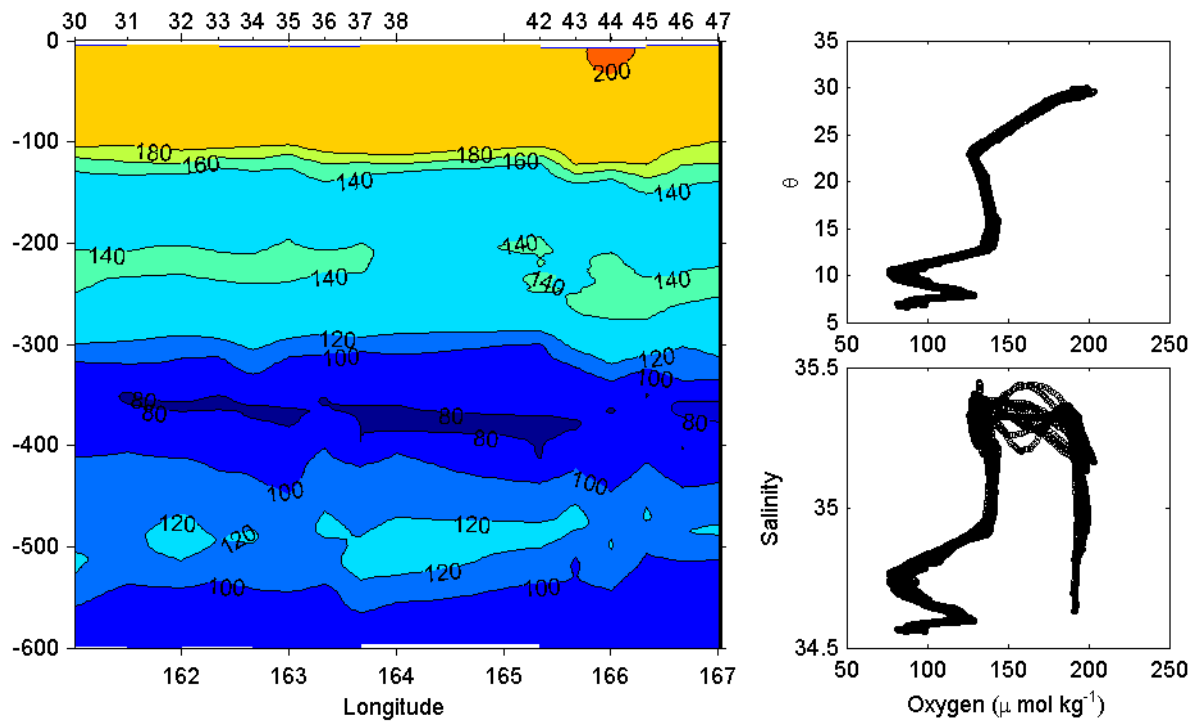 30 31 32 33 34 35 36 37 38 42 43 44 45 46 47
0
-100
-200
-300
-400
-500
-600
200
180 160 180 160
140 140
140 140 140 140 140
120 100 120 100
80 80 80 80 80
100 100
120 120 120
100 120 100
162 163 164 165 166 167
Longitude
35
30
25
20
15
10
5
θ
50 100 150 200 250
35.5
35
34.5
Salinity
50 100 150 200 250
Oxygen (μ mol kg-1)